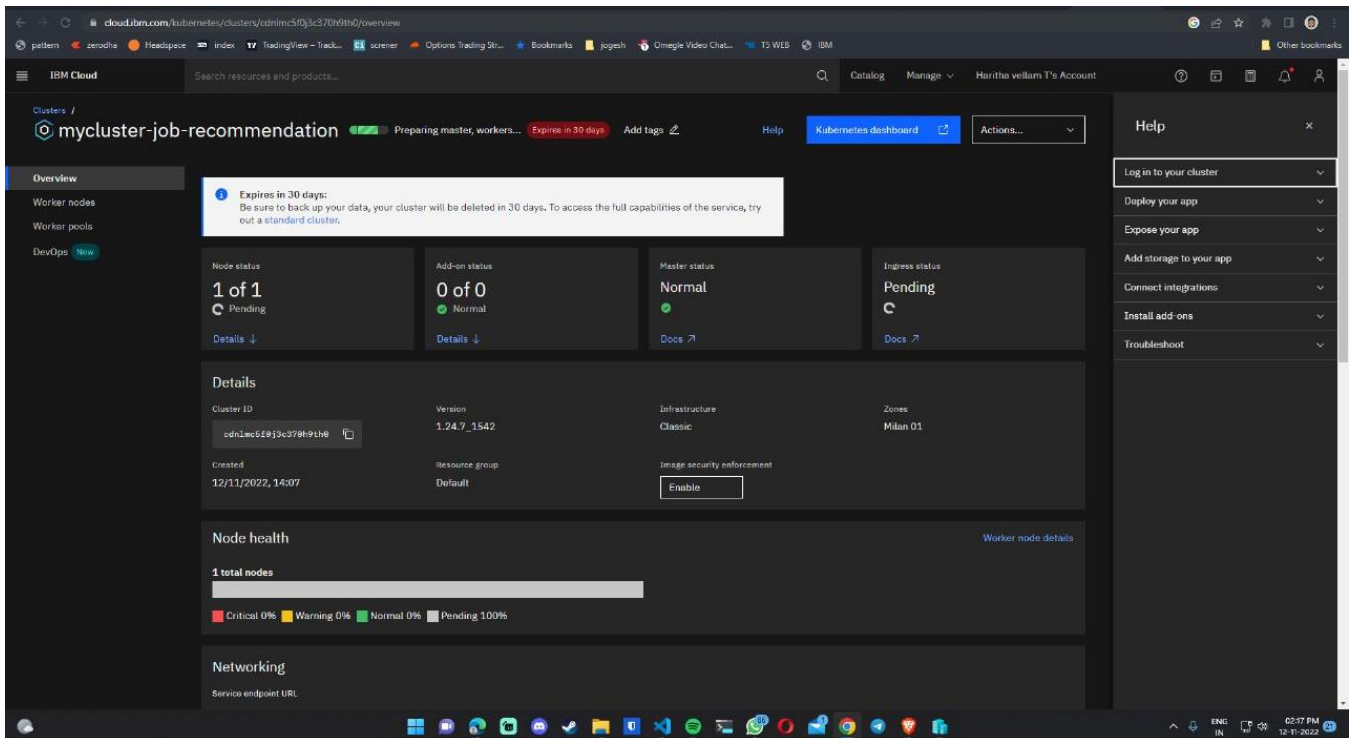 cloud.ibm.com/kubernetes/clusters/cdnlmc5f0j3c370h9th0/overview
pattern zerodha Headspace index TradingView – Track... screner Options Trading Str... Bookmarks jogesh Omegle Video Chat... TS WEB IBM Other bookmarks
IBM Cloud Search resources and products... Catalog Manage Haritha vellam T's Account
Clusters /
mycluster-job-recommendation Preparing master, workers... Expires in 30 days Add tags Help Kubernetes dashboard Actions...
Help
Overview
Worker nodes
Worker pools
DevOps New
Expires in 30 days:
Be sure to back up your data, your cluster will be deleted in 30 days. To access the full capabilities of the service, try
out a standard cluster.
Log in to your cluster
Deploy your app
Expose your app
Add storage to your app
Connect integrations
Install add-ons
Troubleshoot
Node status Add-on status Master status Ingress status
1 of 1 0 of 0 Normal Pending
Pending Normal
Details ↓ Details ↓ Docs ↗ Docs ↗
Details
Cluster ID Version Infrastructure Zones
cdnlmc5f0j3c370h9th0 1.24.7_1542 Classic Milan 01
Created Resource group Image security enforcement
12/11/2022, 14:07 Default Enable
Node health Worker node details
1 total nodes
Critical 0% Warning 0% Normal 0% Pending 100%
Networking
Service endpoint URL
ENG
IN
02:17 PM
12-11-2022